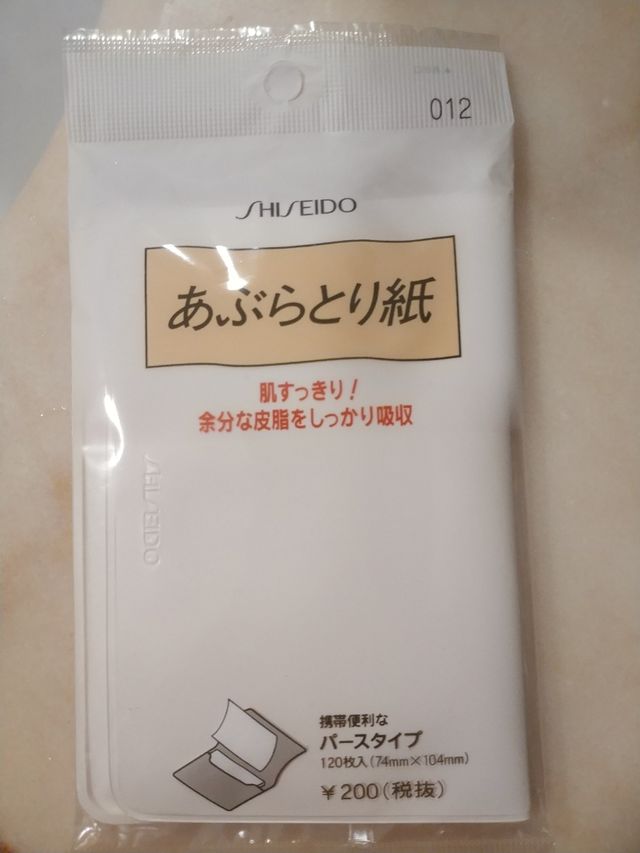 012
SHISEIDO
あぶらとり紙
肌すっきり！
余分な皮脂をしっかり吸収
SHISEIDO
携帯便利な
パースタイプ
120枚入(74mm×104mm)
￥200(税抜)